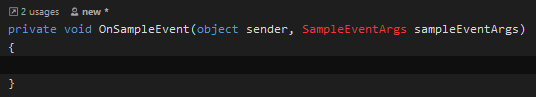 2 usages new *
private void OnSampleEvent(object sender, SampleEventArgs sampleEventArgs)
{
}